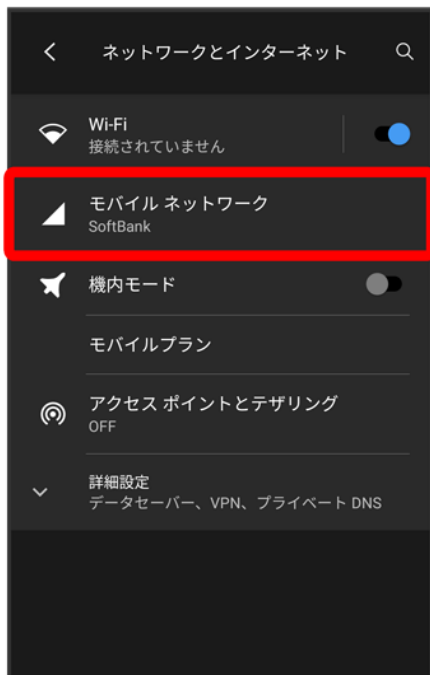 ネットワークとインターネット
Wi-Fi
接続されていません
モバイル ネットワーク
SoftBank
機内モード
モバイルプラン
アクセス ポイントとテザリング
OFF
詳細設定
データセーバー、VPN、プライベート DNS